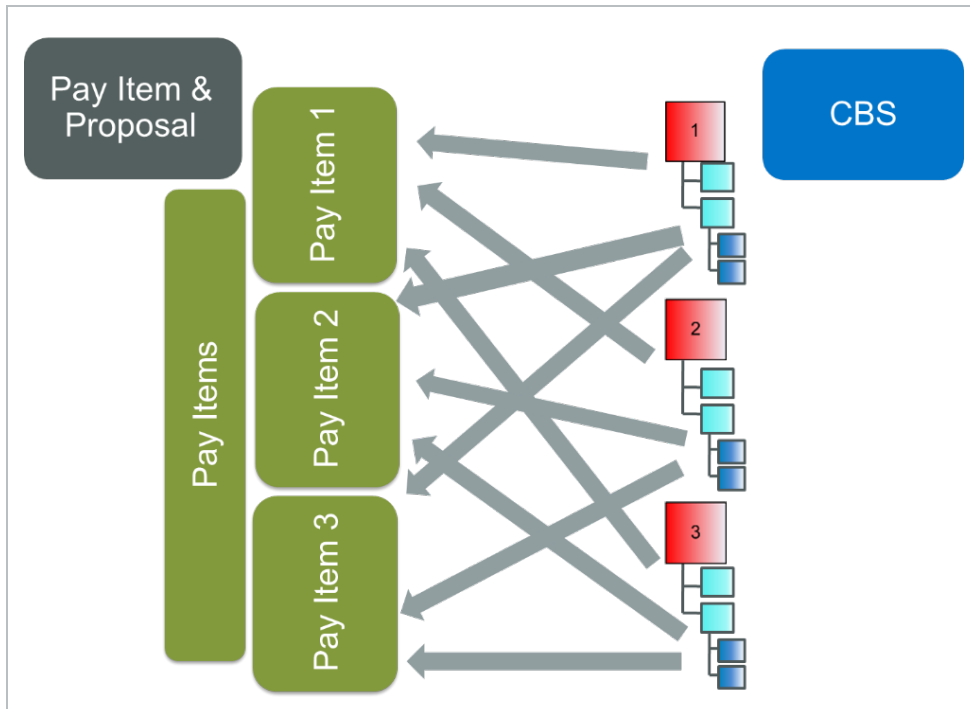 Pay Item &
Proposal
CBS
Pay Items
Pay Item 1
Pay Item 2
Pay Item 3
1
2
3